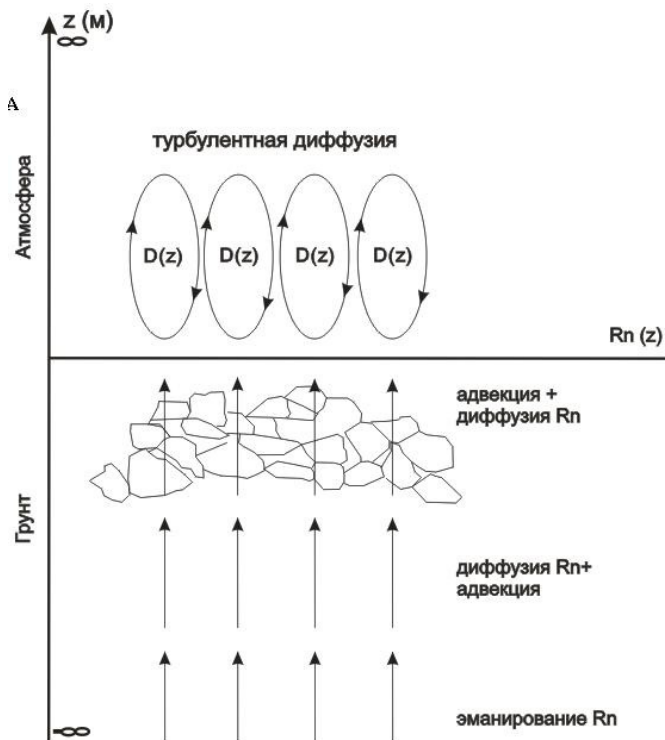 z (м)
∞
А
Атмосфера
турбулентная диффузия
D(z) D(z) D(z) D(z)
Rn (z)
адвекция +
диффузия Rn
Грунт
диффузия Rn+
адвекция
эманирование Rn
-∞